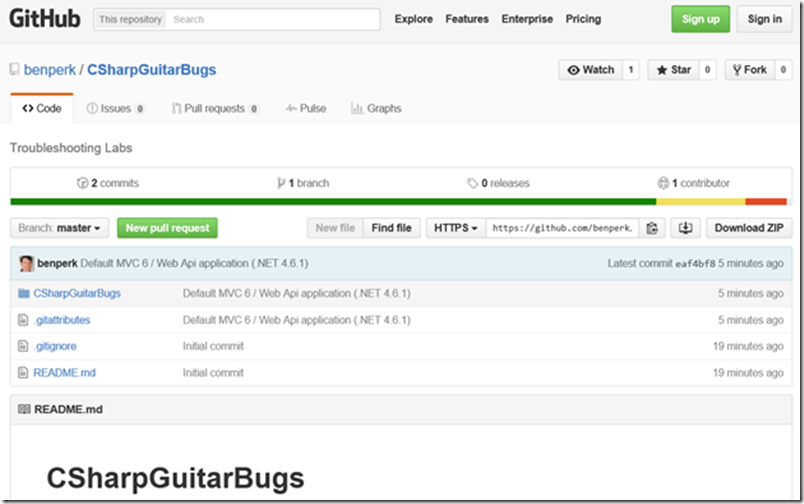 GitHub This repository Search Explore Features Enterprise Pricing Sign up Sign in
benperk / CSharpGuitarBugs Watch 1 Star 0 Fork 0
Code Issues 0 Pull requests 0 Pulse Graphs
Troubleshooting Labs
2 commits 1 branch 0 releases 1 contributor
Branch: master New pull request New file Find file HTTPS https://github.com/benperk. Download ZIP
benperk Default MVC 6 / Web Api application (.NET 4.6.1) Latest commit eaf4bf8 5 minutes ago
CSharpGuitarBugs Default MVC 6 / Web Api application (.NET 4.6.1) 5 minutes ago
.gitattributes Default MVC 6 / Web Api application (.NET 4.6.1) 5 minutes ago
.gitignore Initial commit 19 minutes ago
README.md Initial commit 19 minutes ago
README.md
CSharpGuitarBugs